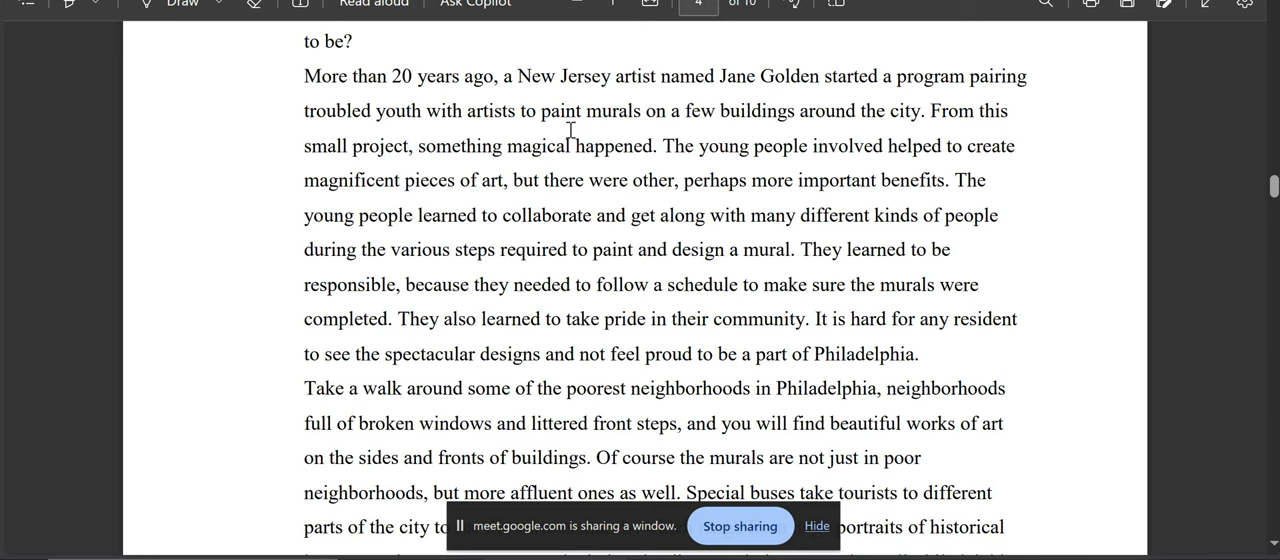 Draw
Read aloud
Ask Copilot
4
of 10
to be?
More than 20 years ago, a New Jersey artist named Jane Golden started a program pairing
troubled youth with artists to paint murals on a few buildings around the city. From this
small project, something magical happened. The young people involved helped to create
magnificent pieces of art, but there were other, perhaps more important benefits. The
young people learned to collaborate and get along with many different kinds of people
during the various steps required to paint and design a mural. They learned to be
responsible, because they needed to follow a schedule to make sure the murals were
completed. They also learned to take pride in their community. It is hard for any resident
to see the spectacular designs and not feel proud to be a part of Philadelphia.
Take a walk around some of the poorest neighborhoods in Philadelphia, neighborhoods
full of broken windows and littered front steps, and you will find beautiful works of art
on the sides and fronts of buildings. Of course the murals are not just in poor
neighborhoods, but more affluent ones as well. Special buses take tourists to different
parts of the city to portraits of historical
meet.google.com is sharing a window.
Stop sharing
Hide